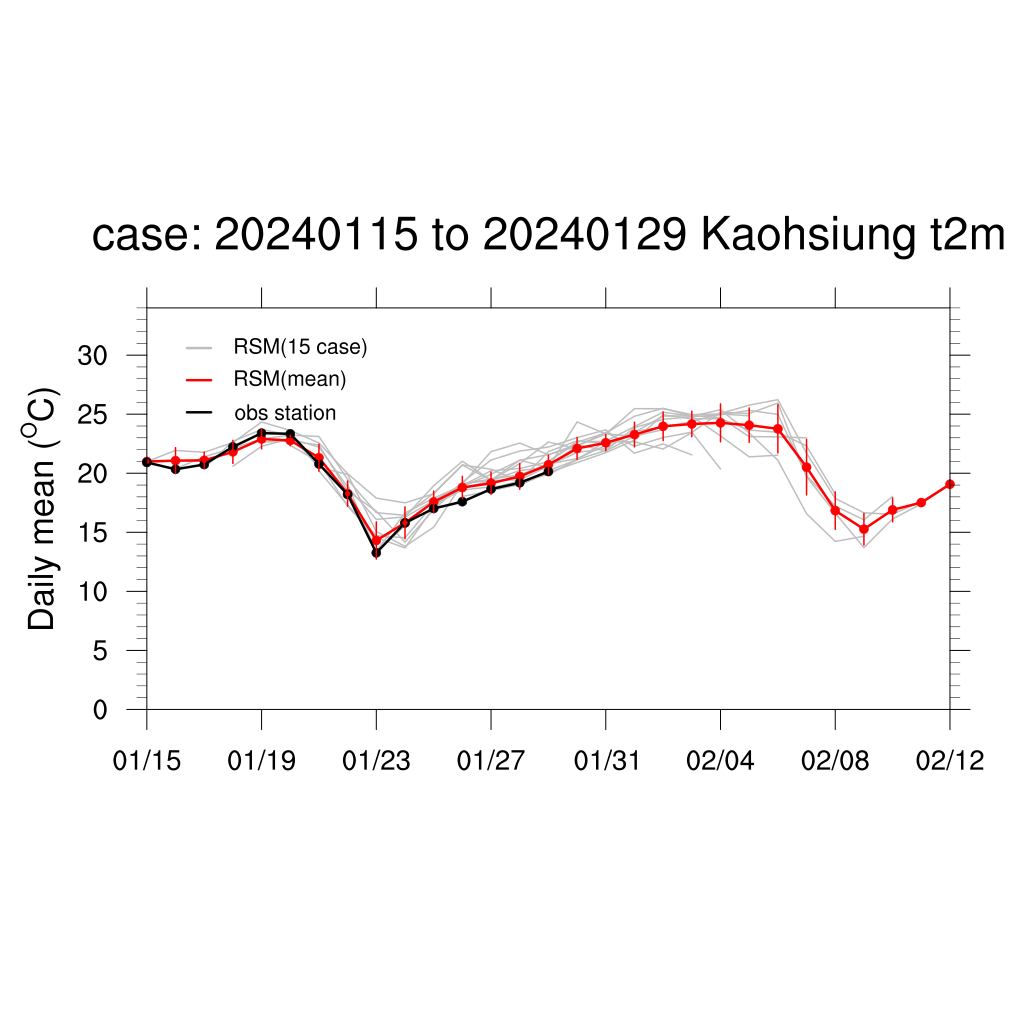 case: 20240115 to 20240129 Kaohsiung t2m
RSM(15 case)
RSM(mean)
obs station
Daily mean (°C)
30
25
20
15
10
5
0
01/15 01/19 01/23 01/27 01/31 02/04 02/08 02/12